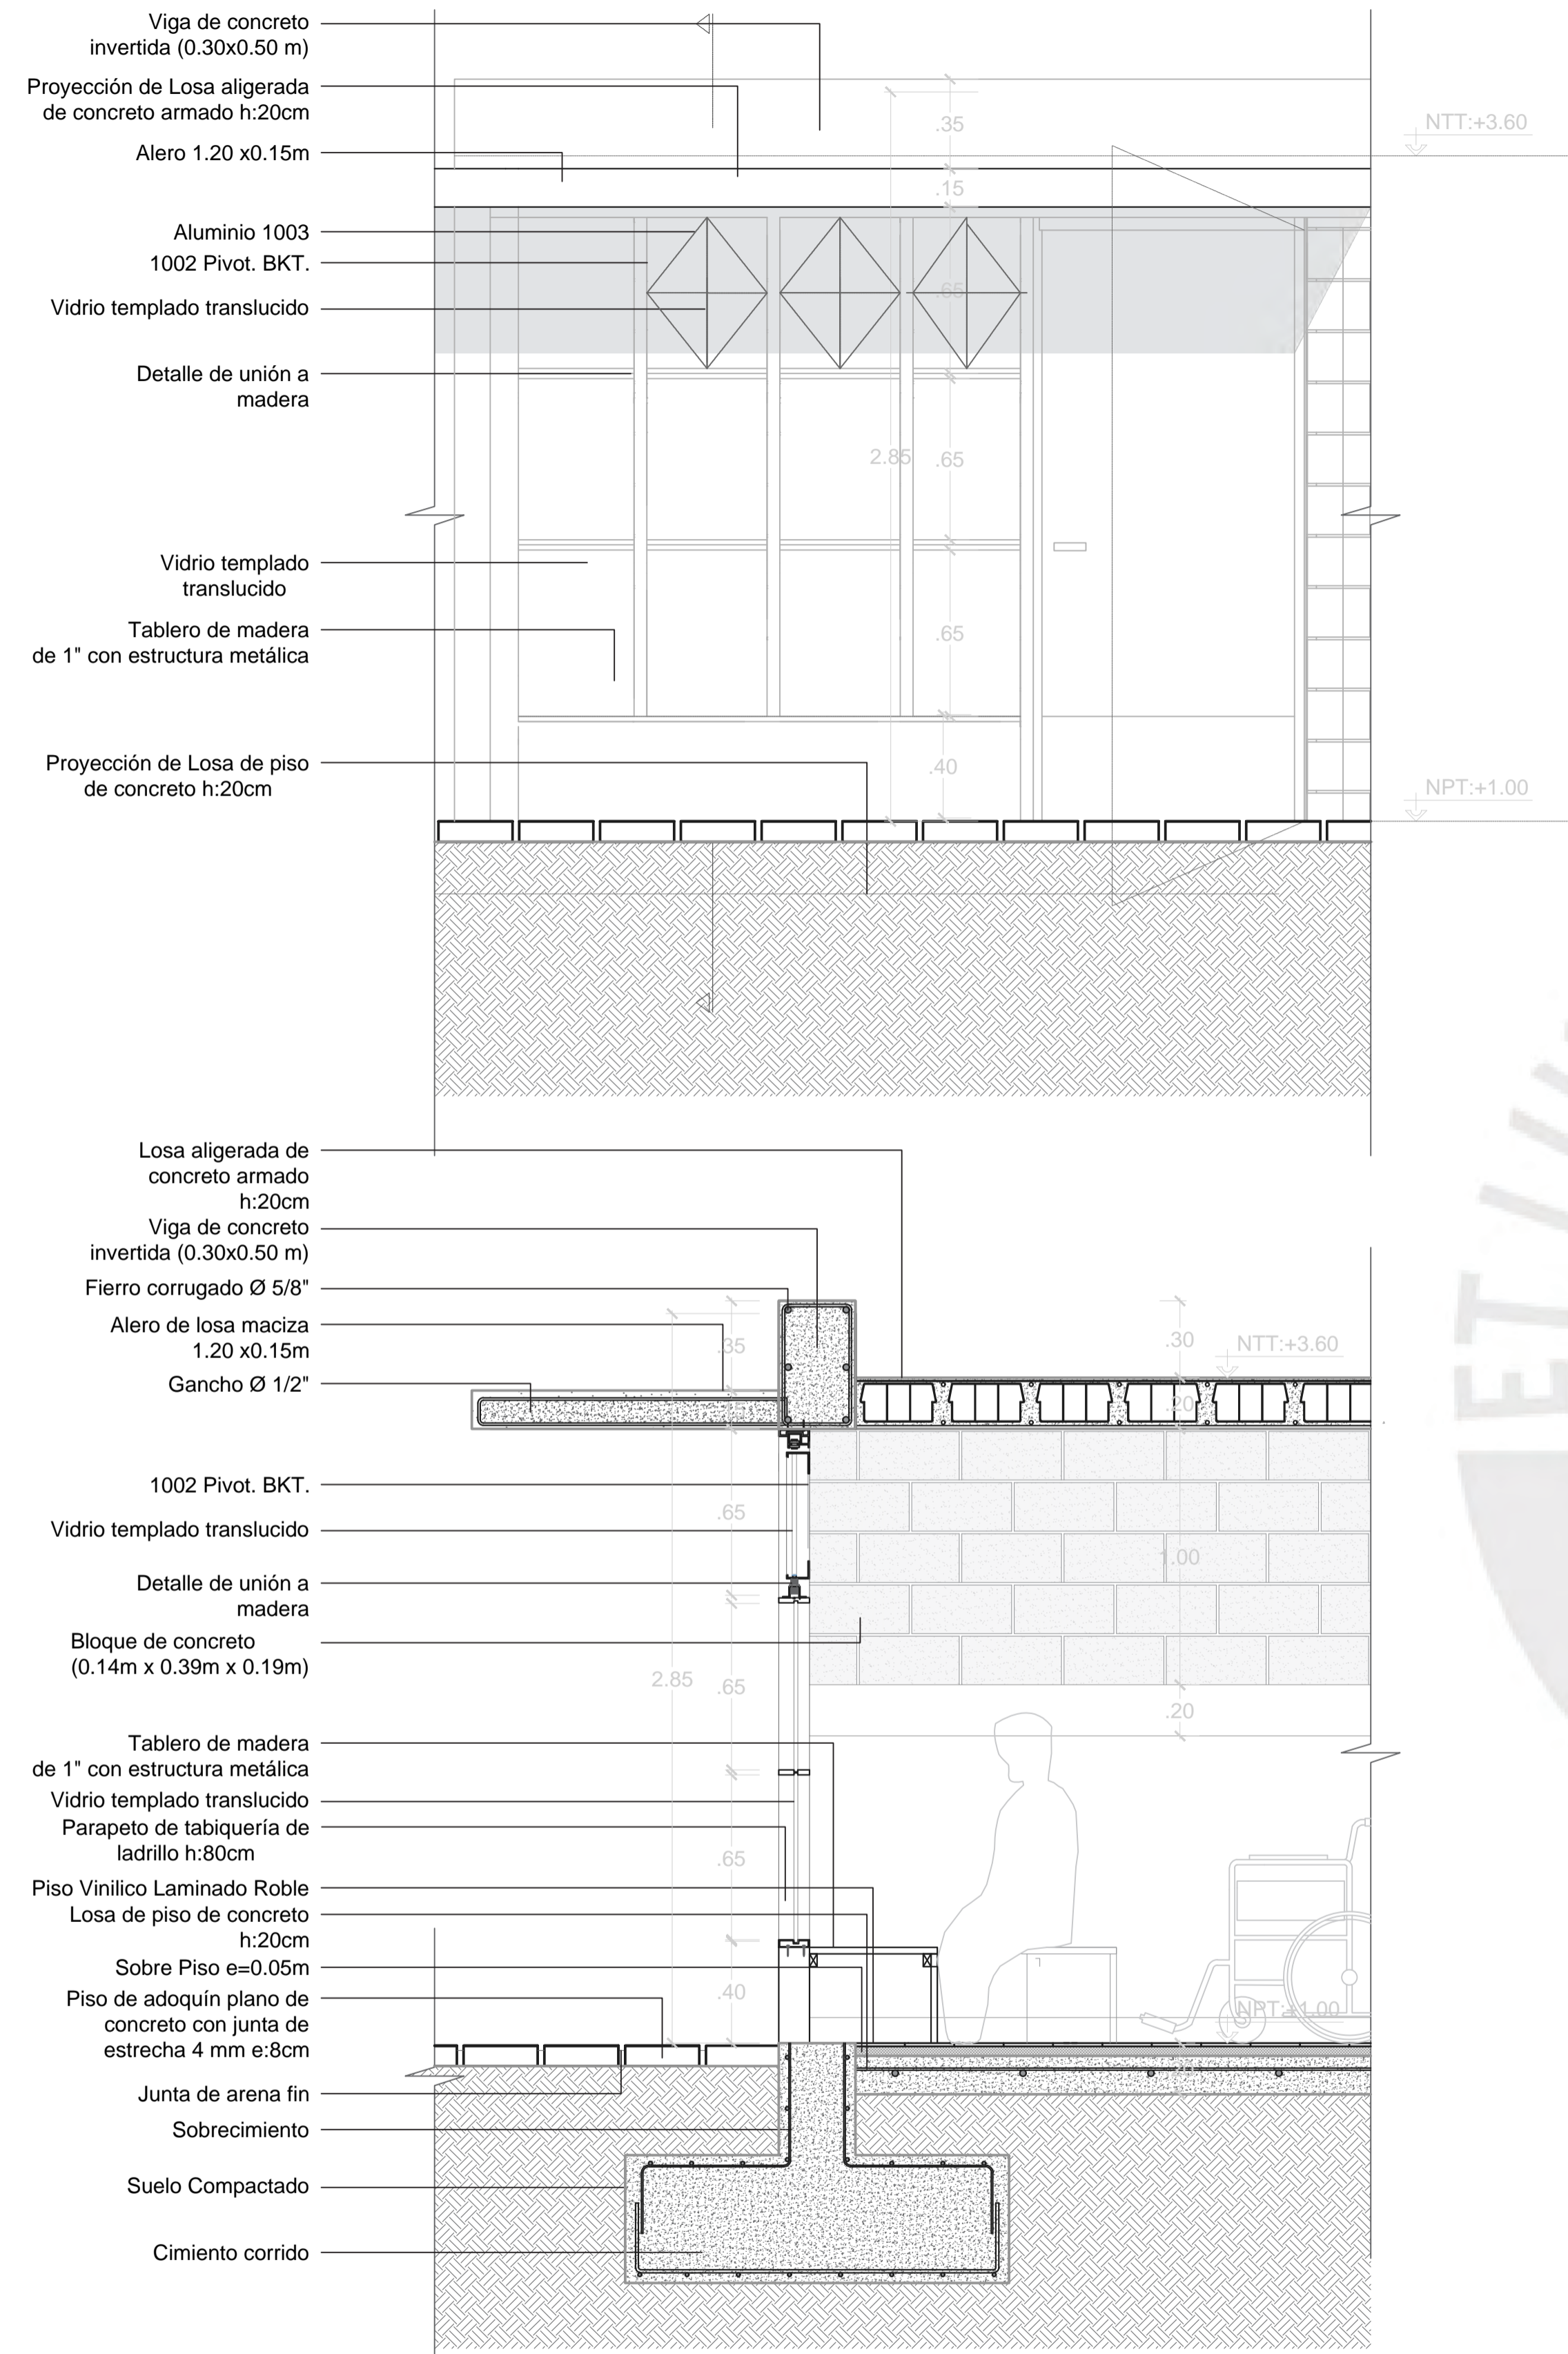 Viga de concreto
invertida (0.30x0.50 m)
Proyección de Losa aligerada
de concreto armado h:20cm
Alero 1.20 x0.15m
Aluminio 1003
1002 Pivot. BKT.
Vidrio templado translucido
Detalle de unión a
madera
Vidrio templado
translucido
Tablero de madera
de 1" con estructura metálica
Proyección de Losa de piso
de concreto h:20cm
.35
.15
.65
2.85
.65
.65
.40
NTT:+3.60
NPT:+1.00
Losa aligerada de
concreto armado
h:20cm
Viga de concreto
invertida (0.30x0.50 m)
Fierro corrugado Ø 5/8"
Alero de losa maciza
1.20 x0.15m
Gancho Ø 1/2"
1002 Pivot. BKT.
Vidrio templado translucido
Detalle de unión a
madera
Bloque de concreto
(0.14m x 0.39m x 0.19m)
Tablero de madera
de 1" con estructura metálica
Vidrio templado translucido
Parapeto de tabiquería de
ladrillo h:80cm
Piso Vinilico Laminado Roble
Losa de piso de concreto
h:20cm
Sobre Piso e=0.05m
Piso de adoquín plano de
concreto con junta de
estrecha 4 mm e:8cm
Junta de arena fin
Sobrecimiento
Suelo Compactado
Cimiento corrido
.35
.30
NTT:+3.60
.20
.65
1.00
2.85
.65
.20
.65
.40
NPT:+1.00
ET